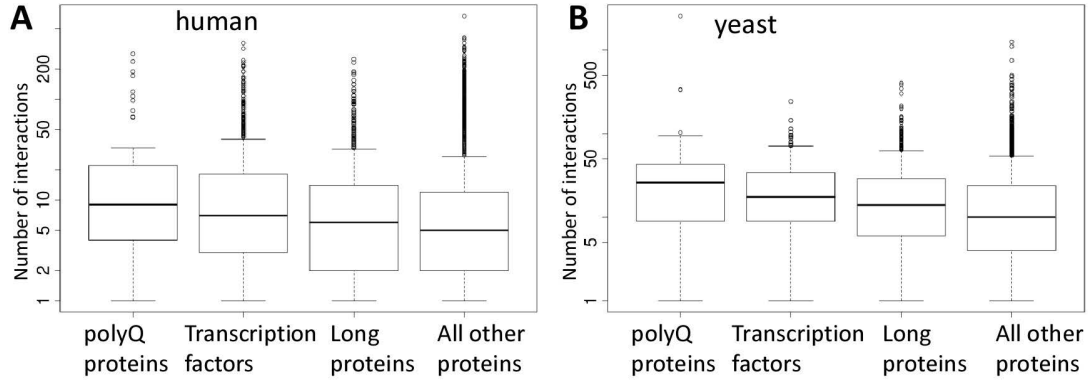 A
human
B
yeast
Number of interactions
200
50
10
5
2
1
Number of interactions
500
50
5
1
polyQ
proteins
Transcription
factors
Long
proteins
All other
proteins
polyQ
proteins
Transcription
factors
Long
proteins
All other
proteins